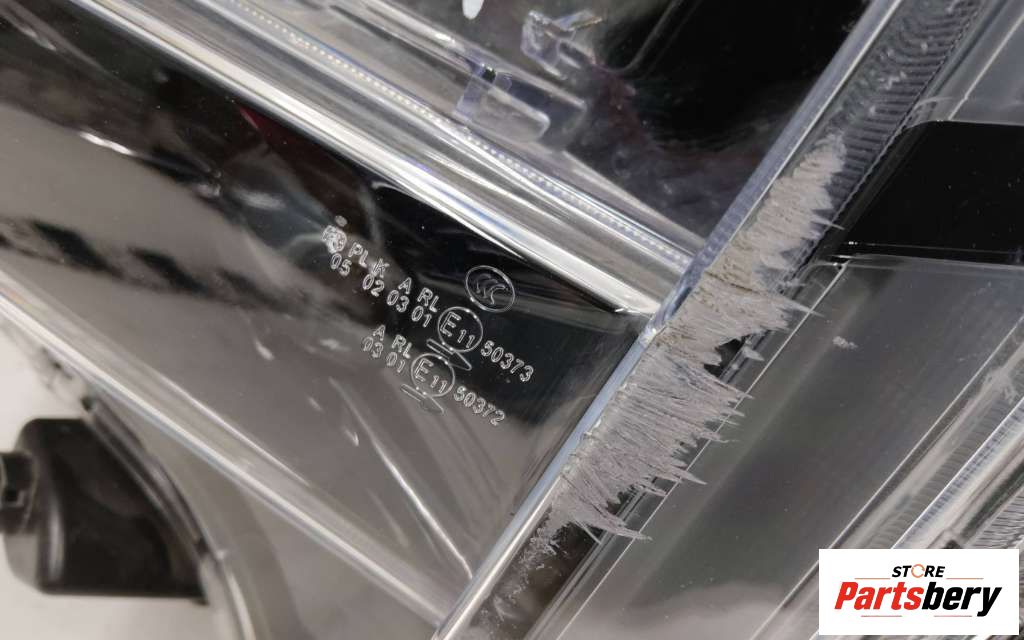 PL K
05 02
A RL
03 01
E11 50373
A RL
03 01
E11 50372
STORE
Partsbery